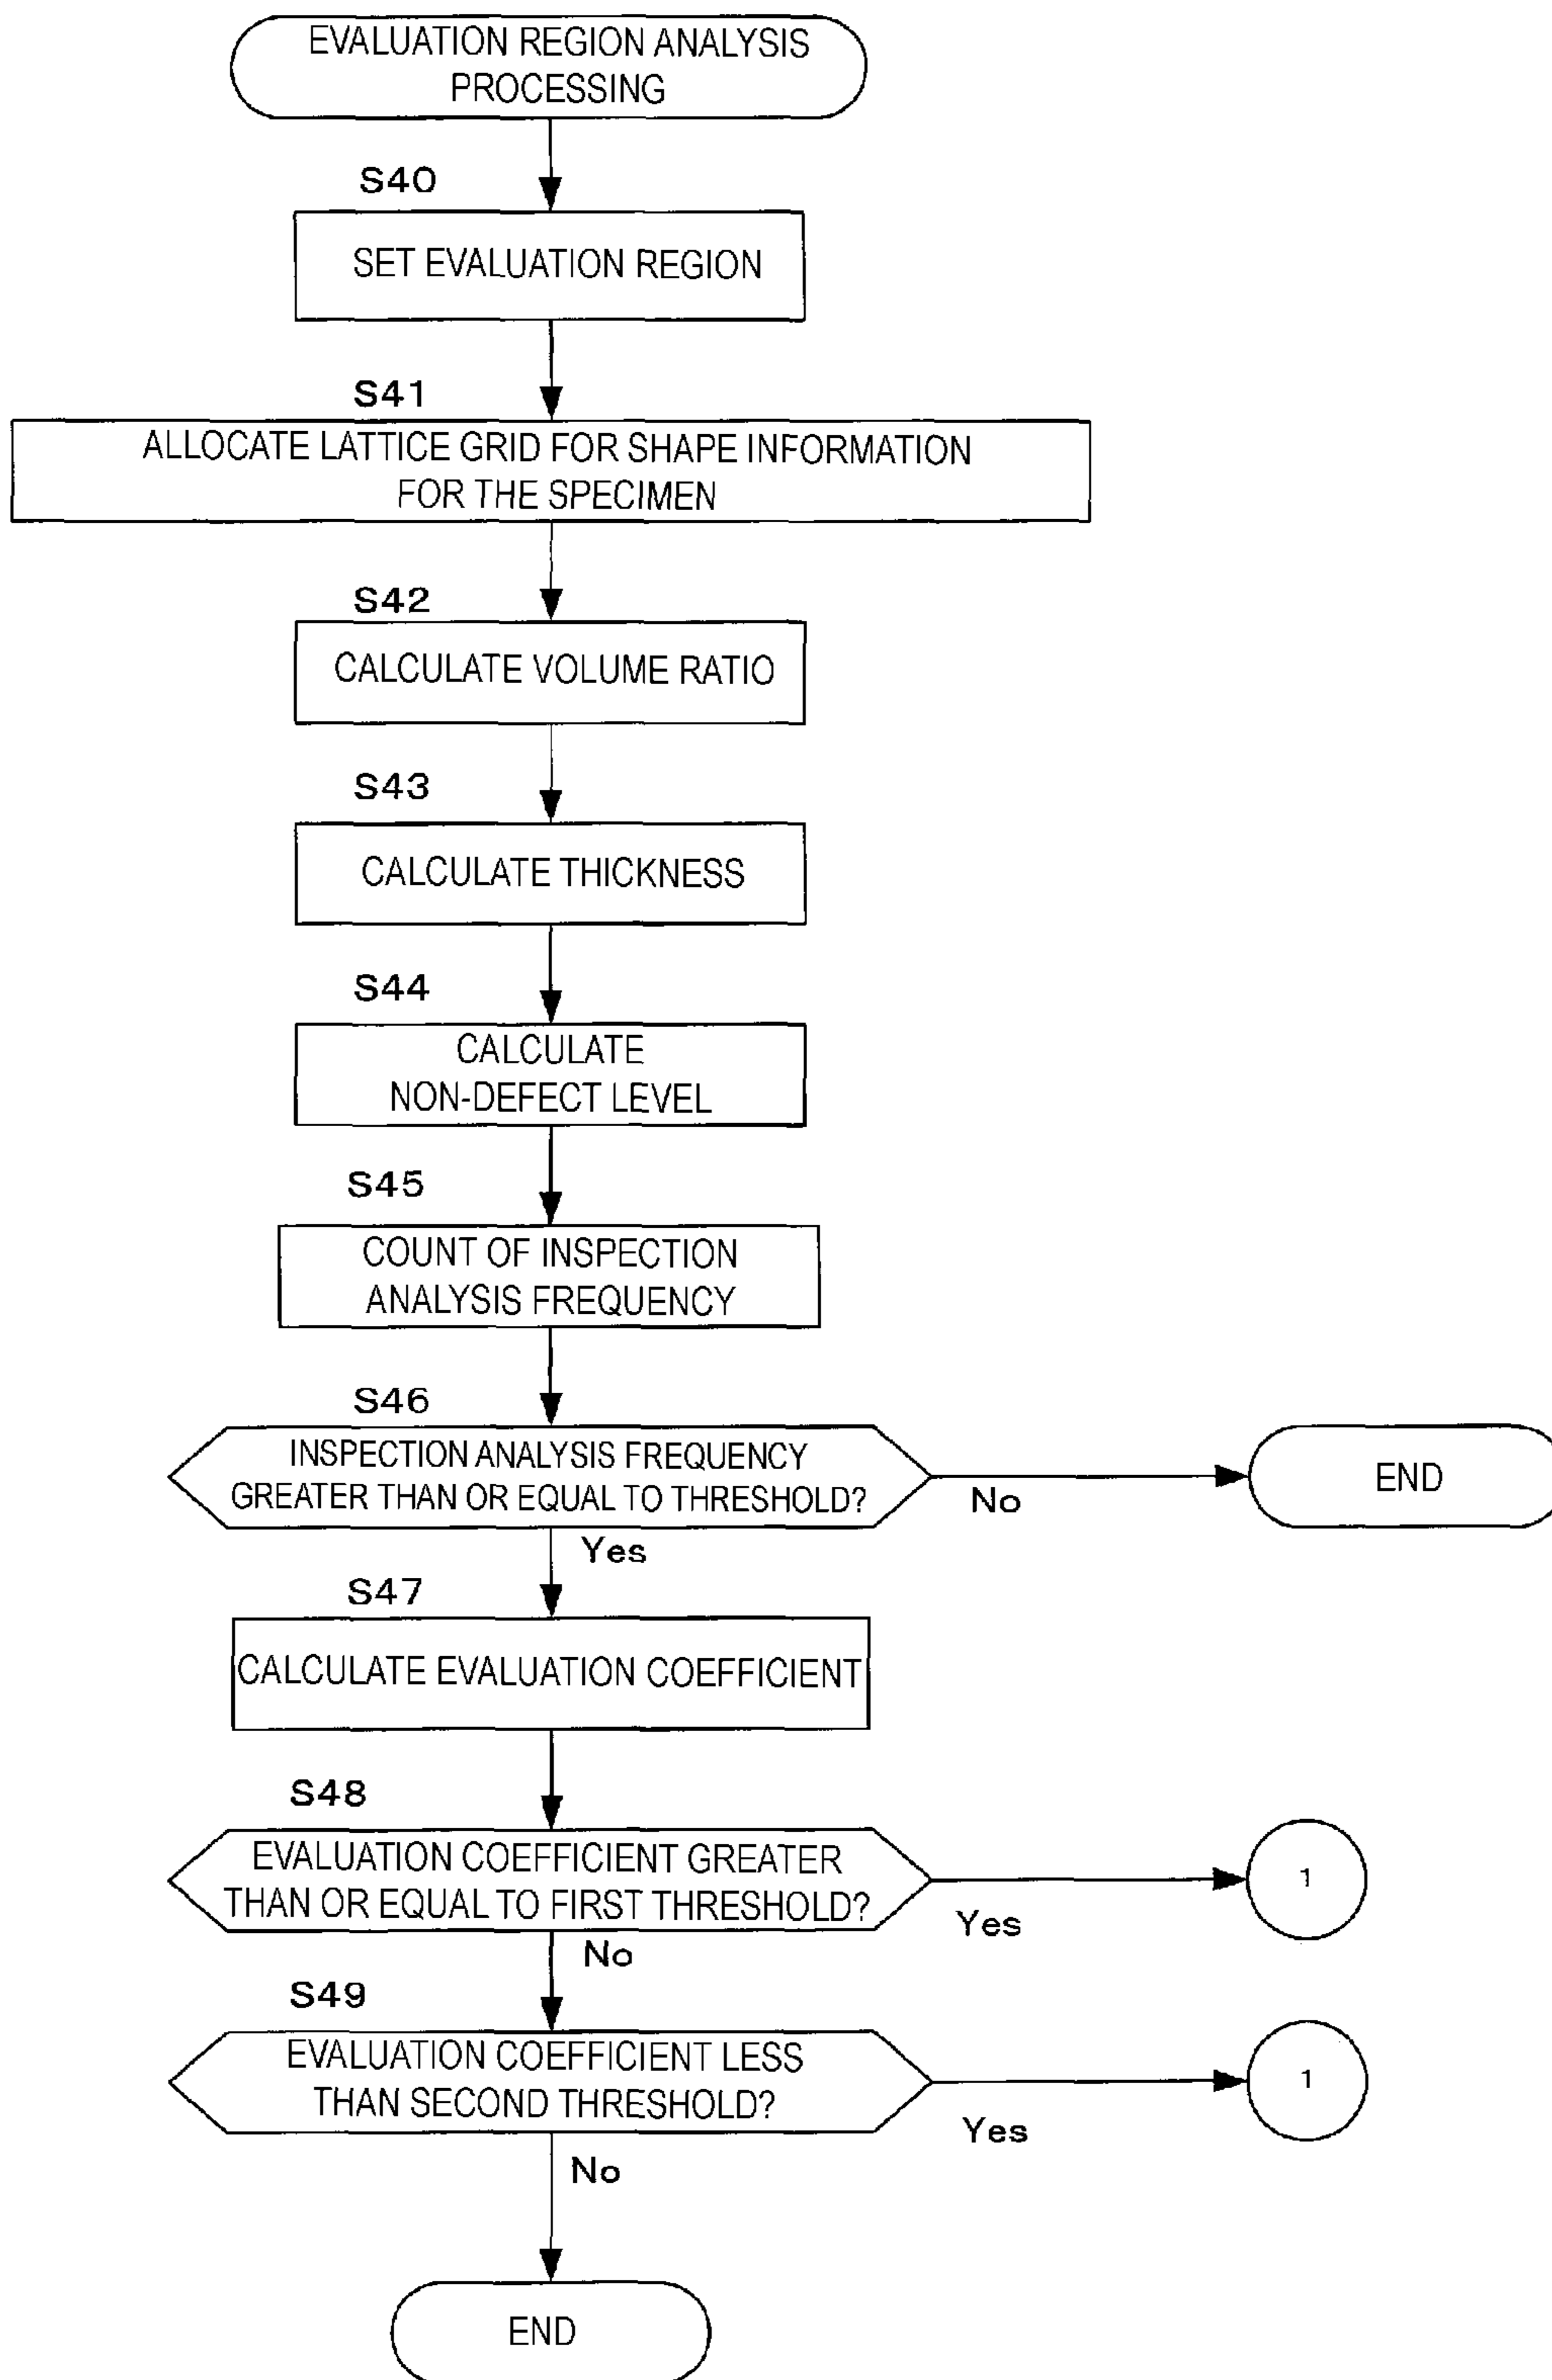 EVALUATION REGION ANALYSIS
PROCESSING
S40
SET EVALUATION REGION
S41
ALLOCATE LATTICE GRID FOR SHAPE INFORMATION
FOR THE SPECIMEN
S42
CALCULATE VOLUME RATIO
S43
CALCULATE THICKNESS
S44
CALCULATE
NON-DEFECT LEVEL
S45
COUNT OF INSPECTION
ANALYSIS FREQUENCY
S46
INSPECTION ANALYSIS FREQUENCY
GREATER THAN OR EQUAL TO THRESHOLD?
No
END
Yes
S47
CALCULATE EVALUATION COEFFICIENT
S48
EVALUATION COEFFICIENT GREATER
THAN OR EQUAL TO FIRST THRESHOLD?
Yes
1
No
S49
EVALUATION COEFFICIENT LESS
THAN SECOND THRESHOLD?
Yes
1
No
END